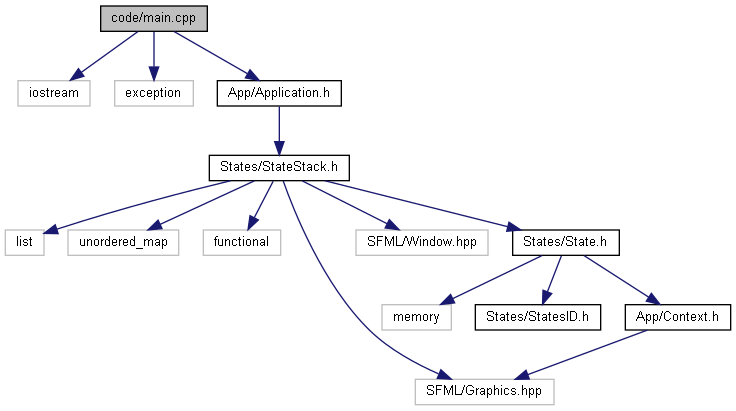 code/main.cpp
iostream
exception
App/Application.h
States/StateStack.h
list
unordered_map
functional
SFML/Window.hpp
States/State.h
memory
States/StatesID.h
App/Context.h
SFML/Graphics.hpp